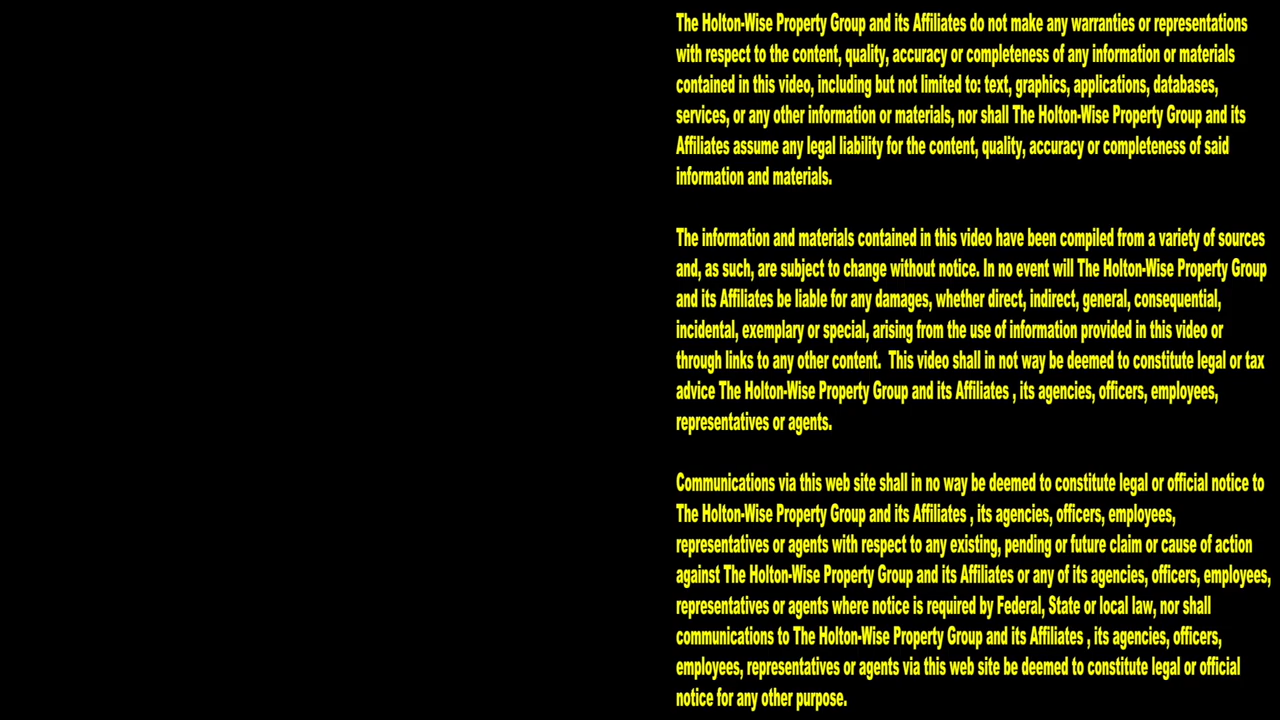 The Holton-Wise Property Group and its Affiliates do not make any warranties or representations
with respect to the content, quality, accuracy or completeness of any information or materials
contained in this video, including but not limited to: text, graphics, applications, databases,
services, or any other information or materials, nor shall The Holton-Wise Property Group and its
Affiliates assume any legal liability for the content, quality, accuracy or completeness of said
information and materials.
The information and materials contained in this video have been compiled from a variety of sources
and, as such, are subject to change without notice. In no event will The Holton-Wise Property Group
and its Affiliates be liable for any damages, whether direct, indirect, general, consequential,
incidental, exemplary or special, arising from the use of information provided in this video or
through links to any other content.  This video shall in not way be deemed to constitute legal or tax
advice The Holton-Wise Property Group and its Affiliates , its agencies, officers, employees,
representatives or agents.
Communications via this web site shall in no way be deemed to constitute legal or official notice to
The Holton-Wise Property Group and its Affiliates , its agencies, officers, employees,
representatives or agents with respect to any existing, pending or future claim or cause of action
against The Holton-Wise Property Group and its Affiliates or any of its agencies, officers, employees,
representatives or agents where notice is required by Federal, State or local law, nor shall
communications to The Holton-Wise Property Group and its Affiliates , its agencies, officers,
employees, representatives or agents via this web site be deemed to constitute legal or official
notice for any other purpose.